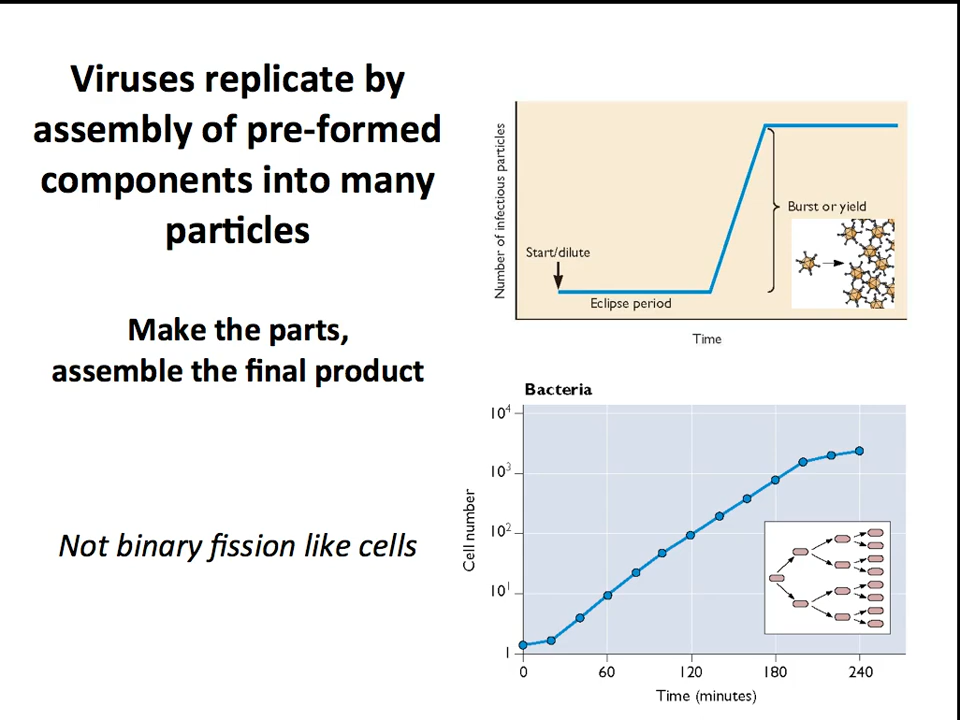 Viruses replicate by
assembly of pre-formed
components into many
particles
Make the parts,
assemble the final product
Not binary fission like cells
Number of infectious particles
Start/dilute
Eclipse period
Burst or yield
Time
Bacteria
Cell number
10⁴
10³
10²
10¹
1
0 60 120 180 240
Time (minutes)